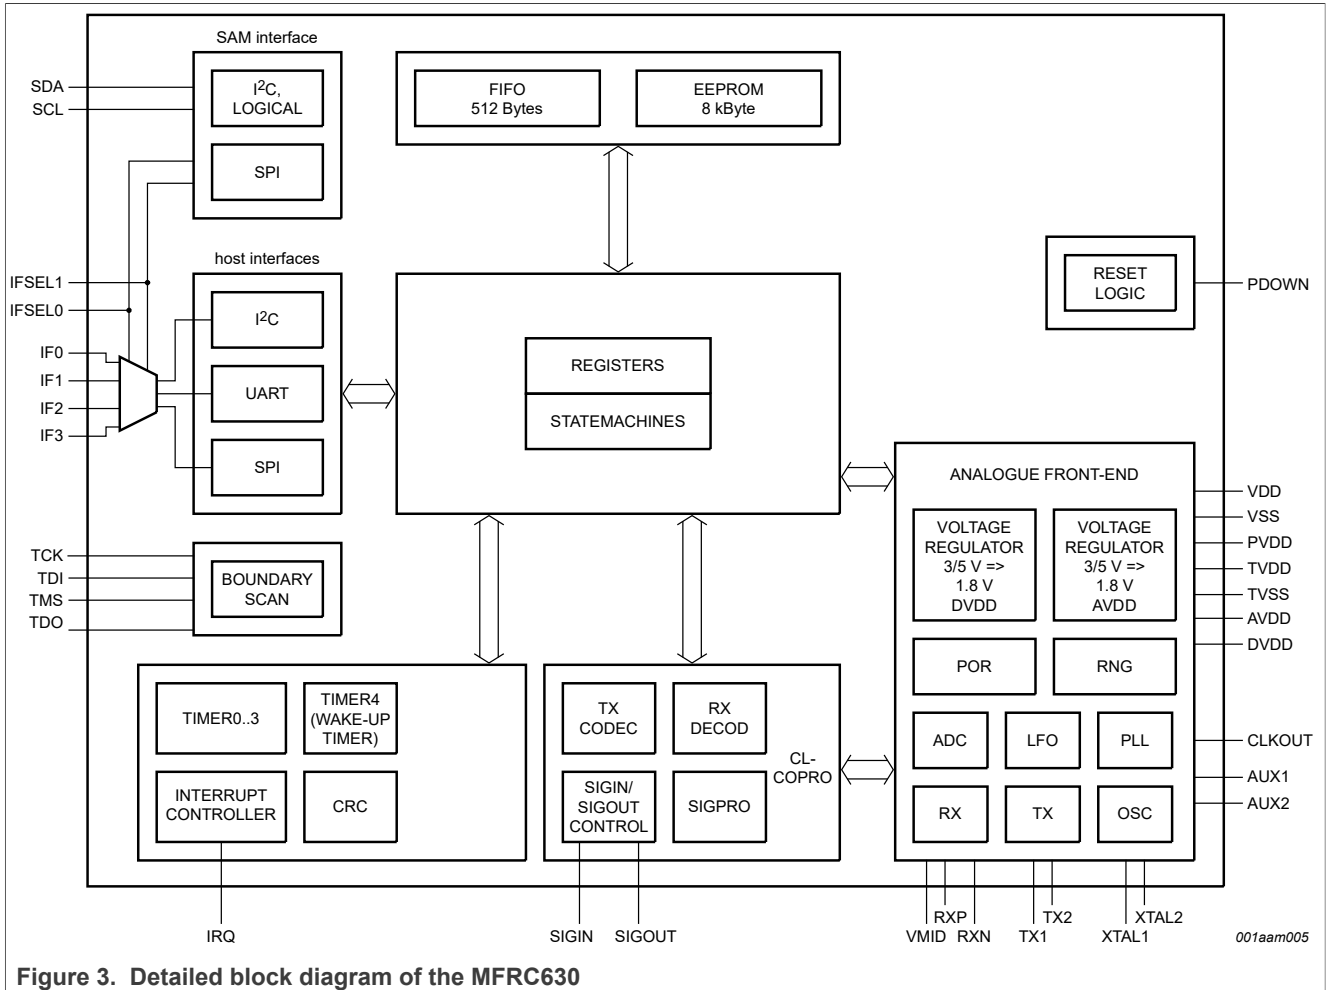 SAM interface
SDA
SCL
I2C,
LOGICAL
SPI
FIFO
512 Bytes
EEPROM
8 kByte
host interfaces
IFSEL1
IFSEL0
IF0
IF1
IF2
IF3
I2C
UART
SPI
REGISTERS
STATEMACHINES
RESET
LOGIC
PDOWN
TCK
TDI
TMS
TDO
BOUNDARY
SCAN
ANALOGUE FRONT-END
VOLTAGE
REGULATOR
3/5 V =>
1.8 V
DVDD
VOLTAGE
REGULATOR
3/5 V =>
1.8 V
AVDD
POR
RNG
ADC
LFO
PLL
RX
TX
OSC
VDD
VSS
PVDD
TVDD
TVSS
AVDD
DVDD
CLKOUT
AUX1
AUX2
TIMER0..3
TIMER4
(WAKE-UP
TIMER)
INTERRUPT
CONTROLLER
CRC
TX
CODEC
RX
DECOD
SIGIN/
SIGOUT
CONTROL
SIGPRO
CL-
COPRO
IRQ
SIGIN
SIGOUT
VMID
RXP
RXN
TX1
TX2
XTAL1
XTAL2
001aam005
Figure 3. Detailed block diagram of the MFRC630